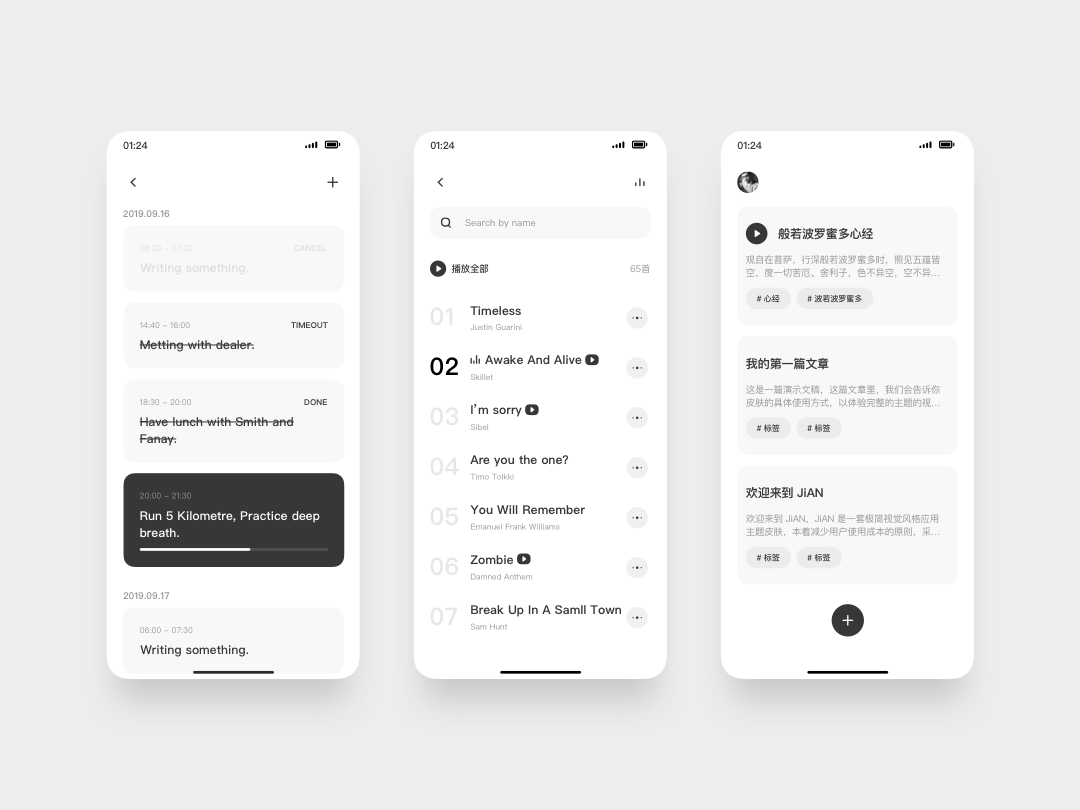 01:24
2019.09.16
06:00 – 07:30
CANCEL
Writing something.
14:40 – 16:00
TIMEOUT
Metting with dealer.
18:30 – 20:00
DONE
Have lunch with Smith and
Fanay.
20:00 – 21:30
Run 5 Kilometre, Practice deep
breath.
2019.09.17
06:00 – 07:30
Writing something.
01:24
Search by name
播放全部
65首
01
Timeless
Justin Guarini
02
Awake And Alive
Skillet
03
I'm sorry
Sibel
04
Are you the one?
Timo Tolkki
05
You Will Remember
Emanuel Frank Williams
06
Zombie
Damned Anthem
07
Break Up In A Samll Town
Sam Hunt
01:24
般若波罗蜜多心经
观自在菩萨，行深般若波罗蜜多时，照见五蕴皆
空，度一切苦厄。舍利子，色不异空，空不异...
# 心经
# 波若波罗蜜多
我的第一篇文章
这是一篇演示文稿，这篇文章里，我们会告诉你
皮肤的具体使用方式，以体验完整的主题的视...
# 标签
# 标签
欢迎来到 JiAN
欢迎来到 JiAN，JiAN 是一套极简视觉风格应用
主题皮肤，本着减少用户使用成本的原则，采...
# 标签
# 标签